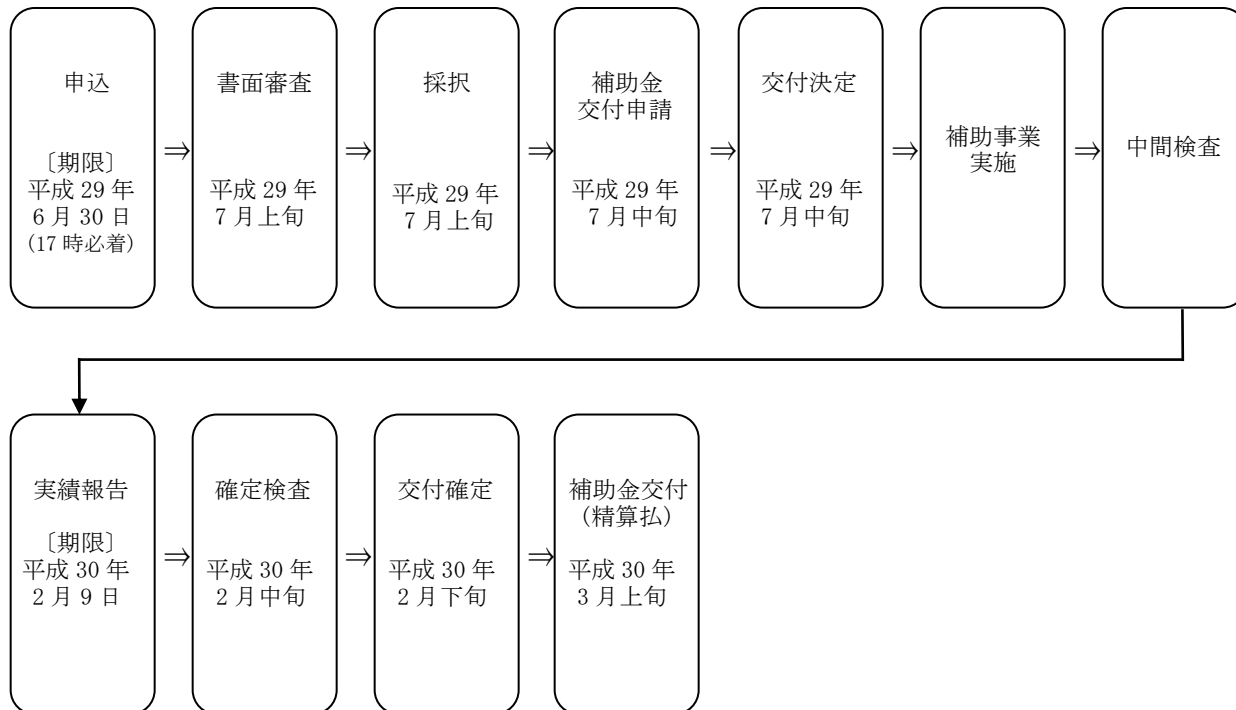 申込
〔期限〕
平成 29 年
6 月 30 日
(17 時必着)
⇒
書面審査
平成 29 年
7 月上旬
⇒
採択
平成 29 年
7 月上旬
⇒
補助金
交付申請
平成 29 年
7 月中旬
⇒
交付決定
平成 29 年
7 月中旬
⇒
補助事業
実施
⇒
中間検査
実績報告
〔期限〕
平成 30 年
2 月 9 日
⇒
確定検査
平成 30 年
2 月中旬
⇒
交付確定
平成 30 年
2 月下旬
⇒
補助金交付
(精算払)
平成 30 年
3 月上旬